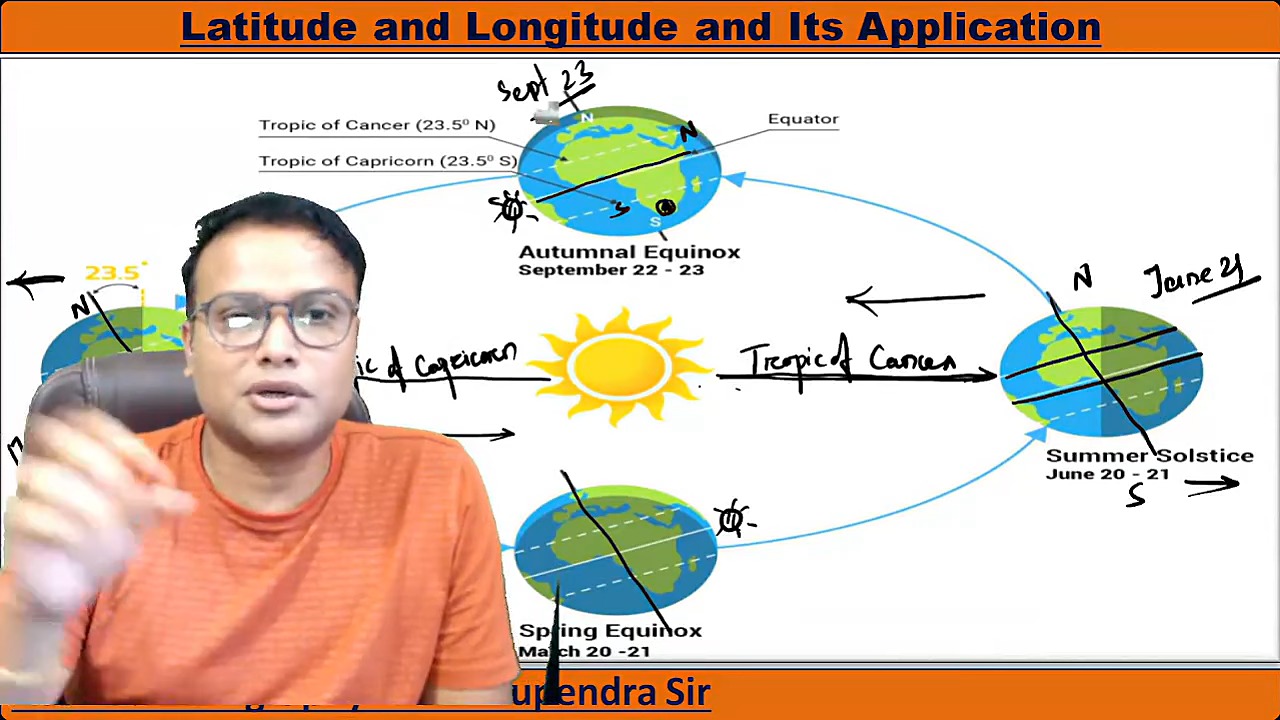 Latitude and Longitude and Its Application
Sept 23
Tropic of Cancer (23.5⁰ N)
N
N
Equator
Tropic of Capricorn (23.5⁰ S)
S
S
Autumnal Equinox
September 22 - 23
23.5°
N
N
June 21
ic of Capricorn
Tropic of Cancer
Summer Solstice
June 20 - 21
S
Spring Equinox
March 20 -21
upendra Sir